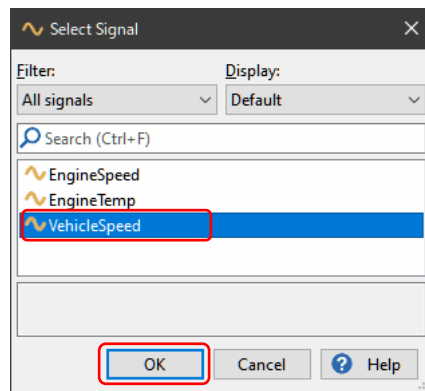 Select Signal
Filter: Display:
All signals Default
Search (Ctrl+F)
EngineSpeed
EngineTemp
VehicleSpeed
OK Cancel Help